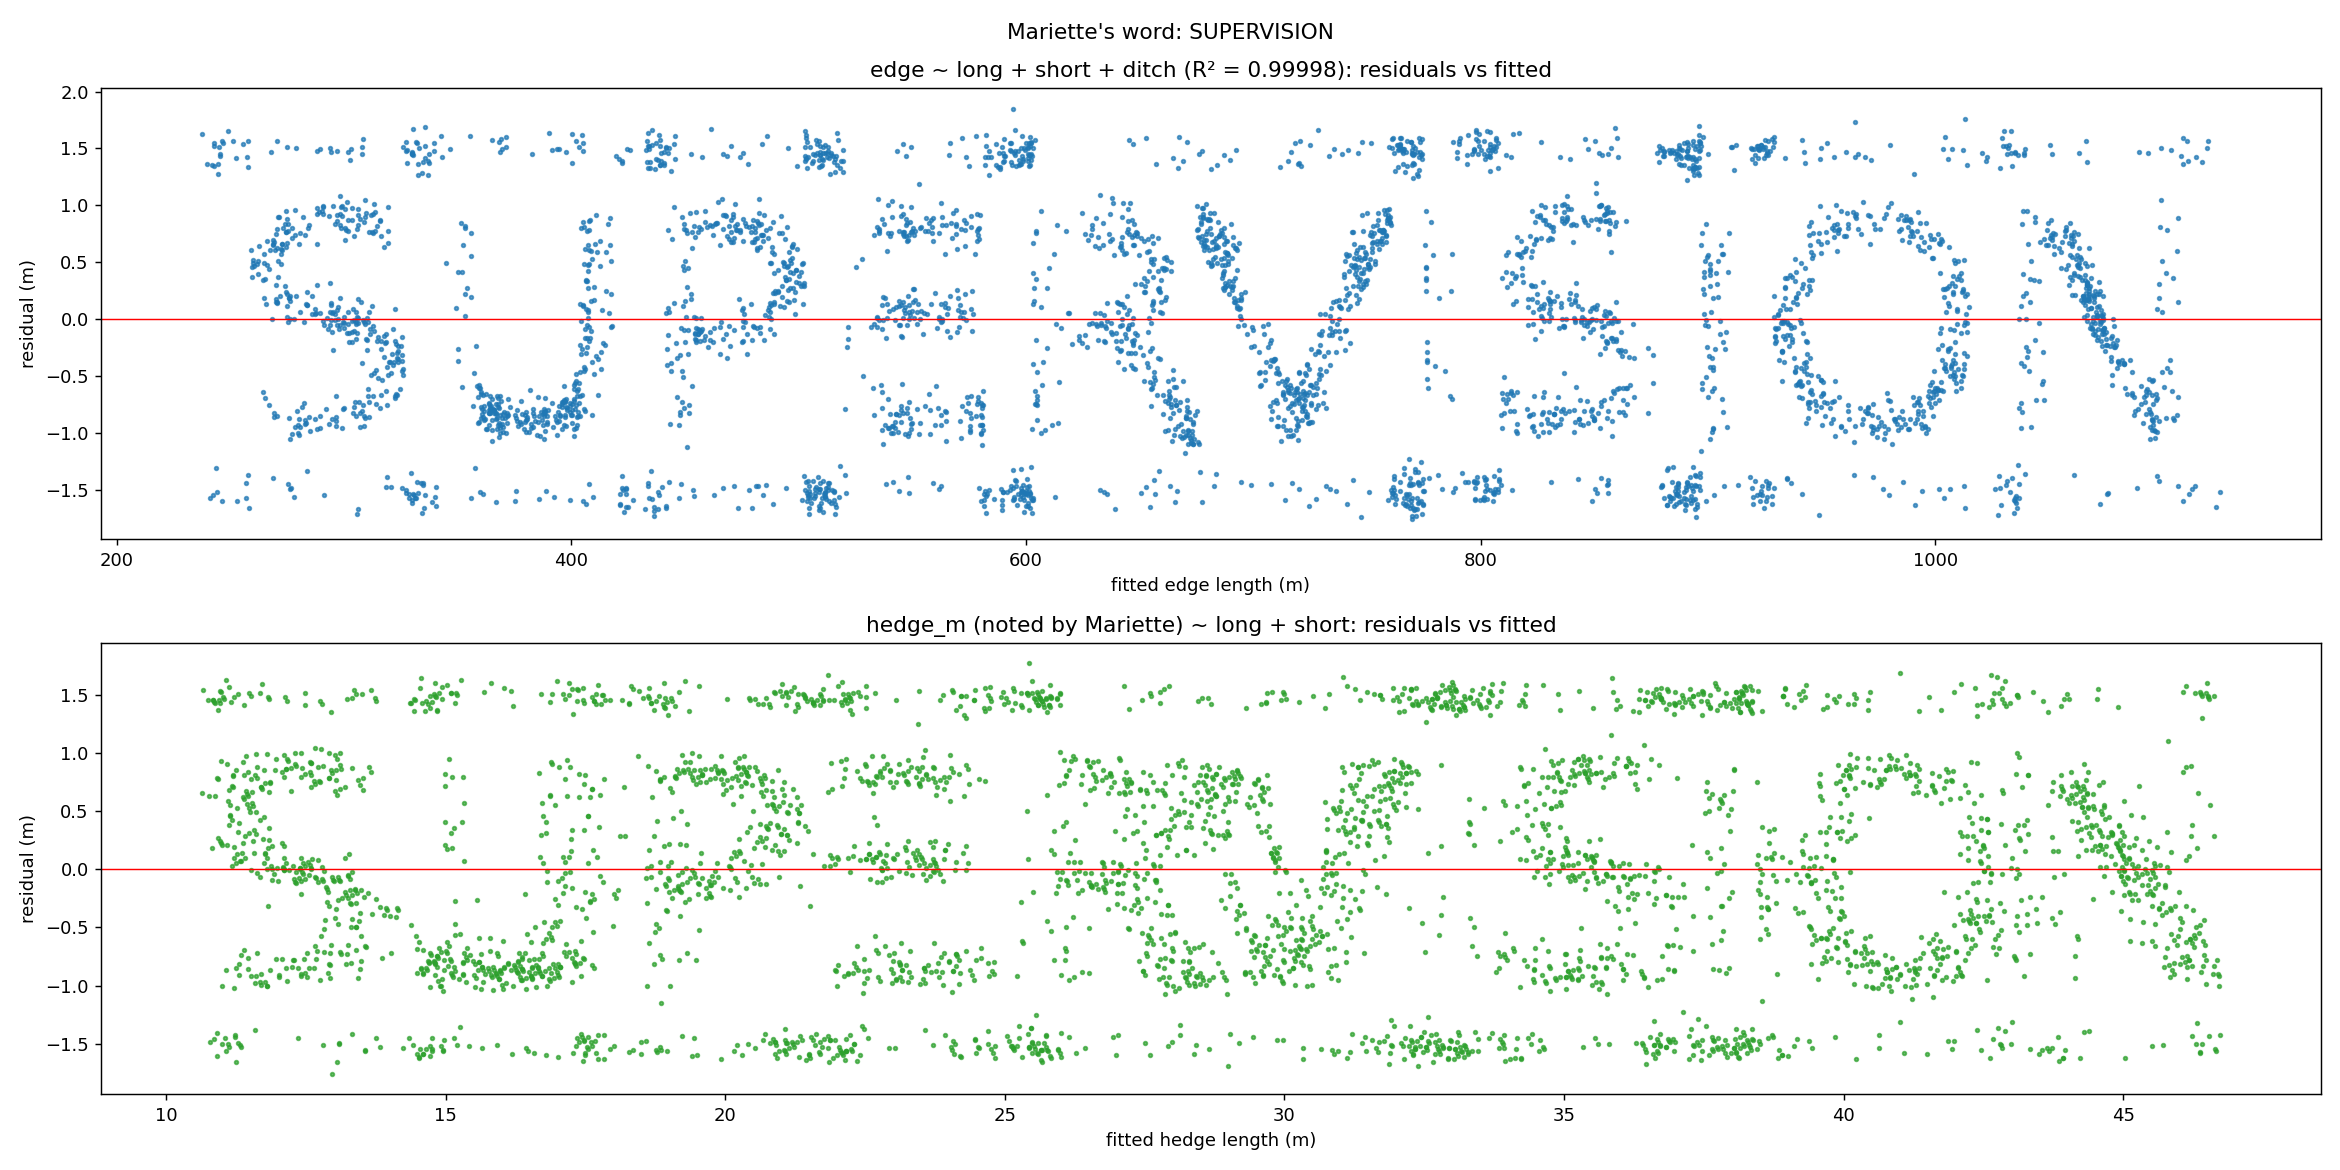 Mariette's word: SUPERVISION
edge ~ long + short + ditch (R² = 0.99998): residuals vs fitted
residual (m)
2.0
1.5
1.0
0.5
0.0
−0.5
−1.0
−1.5
SUPERVISION
200 400 600 800 1000
fitted edge length (m)
hedge_m (noted by Mariette) ~ long + short: residuals vs fitted
residual (m)
1.5
1.0
0.5
0.0
−0.5
−1.0
−1.5
SUPERVISION
10 15 20 25 30 35 40 45
fitted hedge length (m)